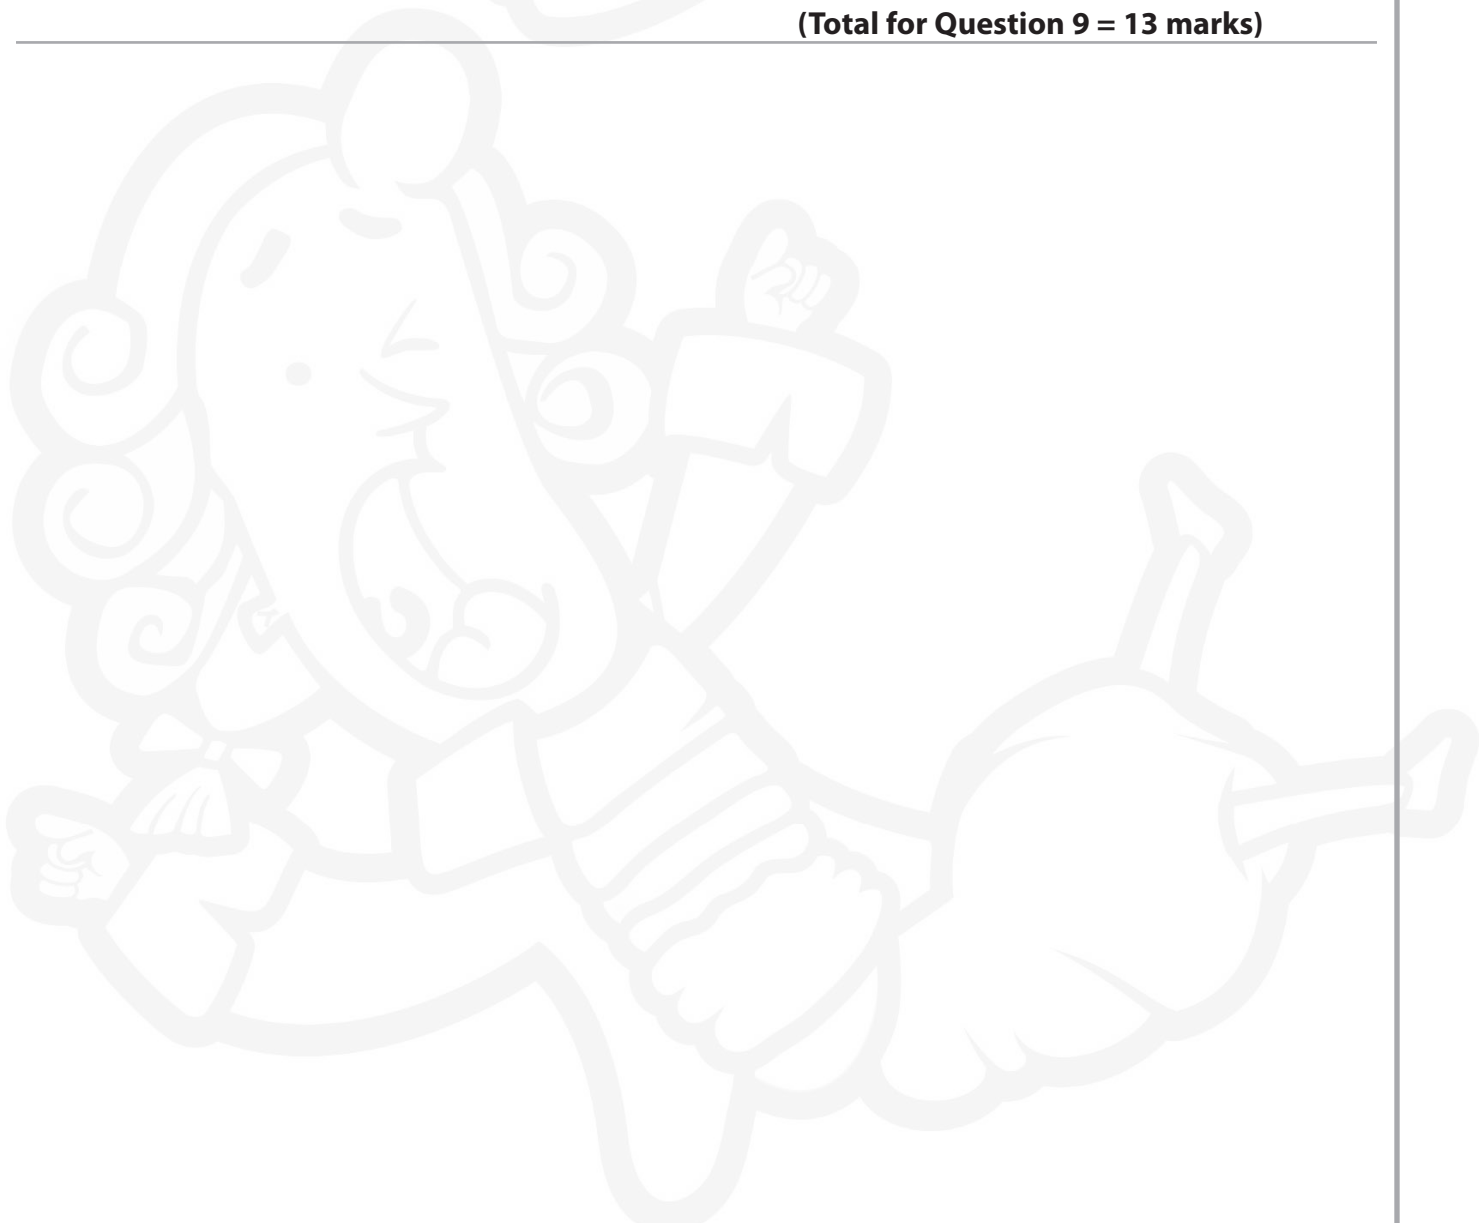 (Total for Question 9 = 13 marks)